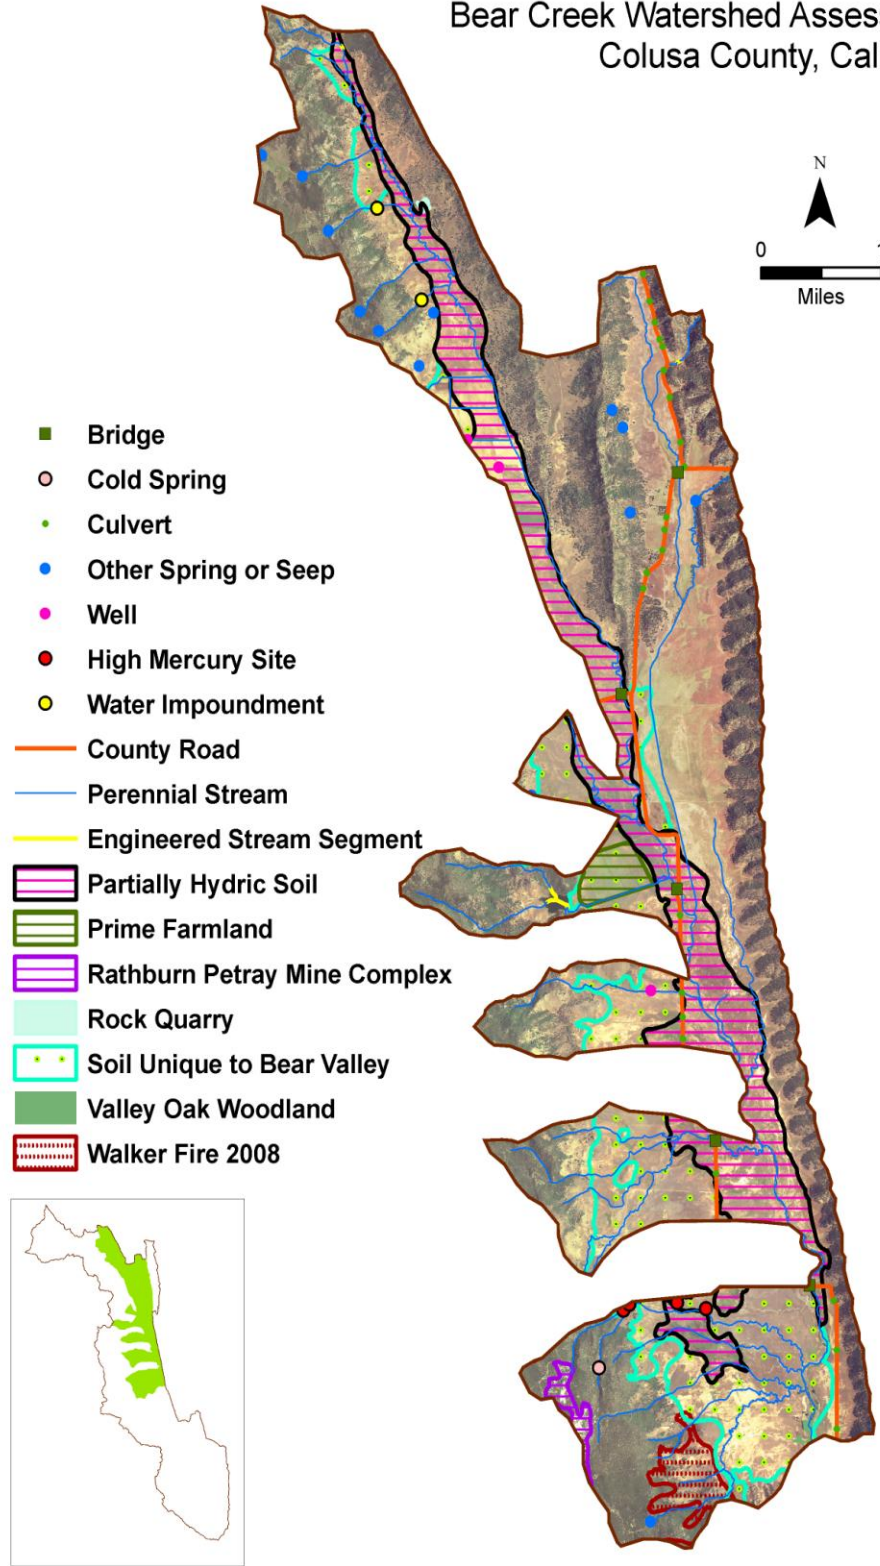 Bear Creek Watershed Asses
Colusa County, Cal
N
0
Miles
Bridge
Cold Spring
Culvert
Other Spring or Seep
Well
High Mercury Site
Water Impoundment
County Road
Perennial Stream
Engineered Stream Segment
Partially Hydric Soil
Prime Farmland
Rathburn Petray Mine Complex
Rock Quarry
Soil Unique to Bear Valley
Valley Oak Woodland
Walker Fire 2008